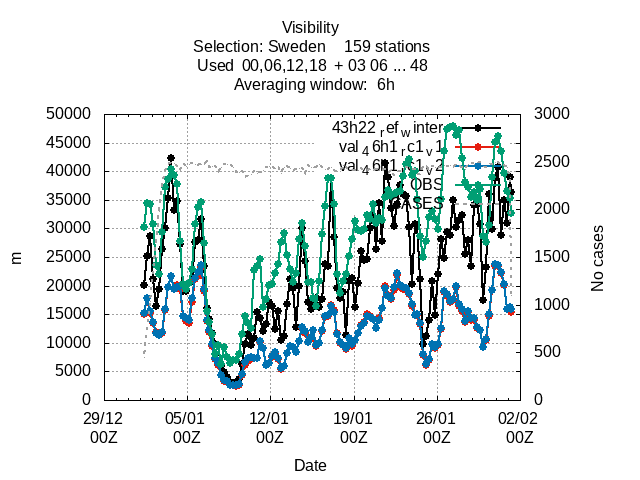 Visibility
Selection: Sweden 159 stations
Used 00,06,12,18 + 03 06 ... 48
Averaging window: 6h
50000
45000
40000
35000
30000
25000
20000
15000
10000
5000
0
m
3000
2500
2000
1500
1000
500
0
No cases
43h22_ref_winter
val_46h1_rc1_v1
val_46h1_rc1_v2
OBS
CASES
29/12 00Z
05/01 00Z
12/01 00Z
19/01 00Z
26/01 00Z
02/02 00Z
Date